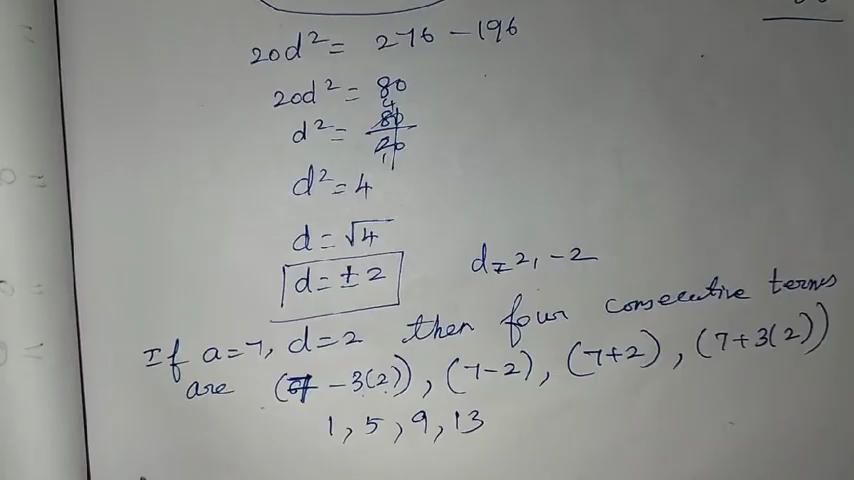 20d² = 276 - 196
20d² = 80
d² = 80/20
d² = 4
d = √4
d = ± 2 d = 2, -2
If a = 7, d = 2 then four consecutive terms
are (7 - 3(2)), (7-2), (7+2), (7+3(2))
1, 5, 9, 13